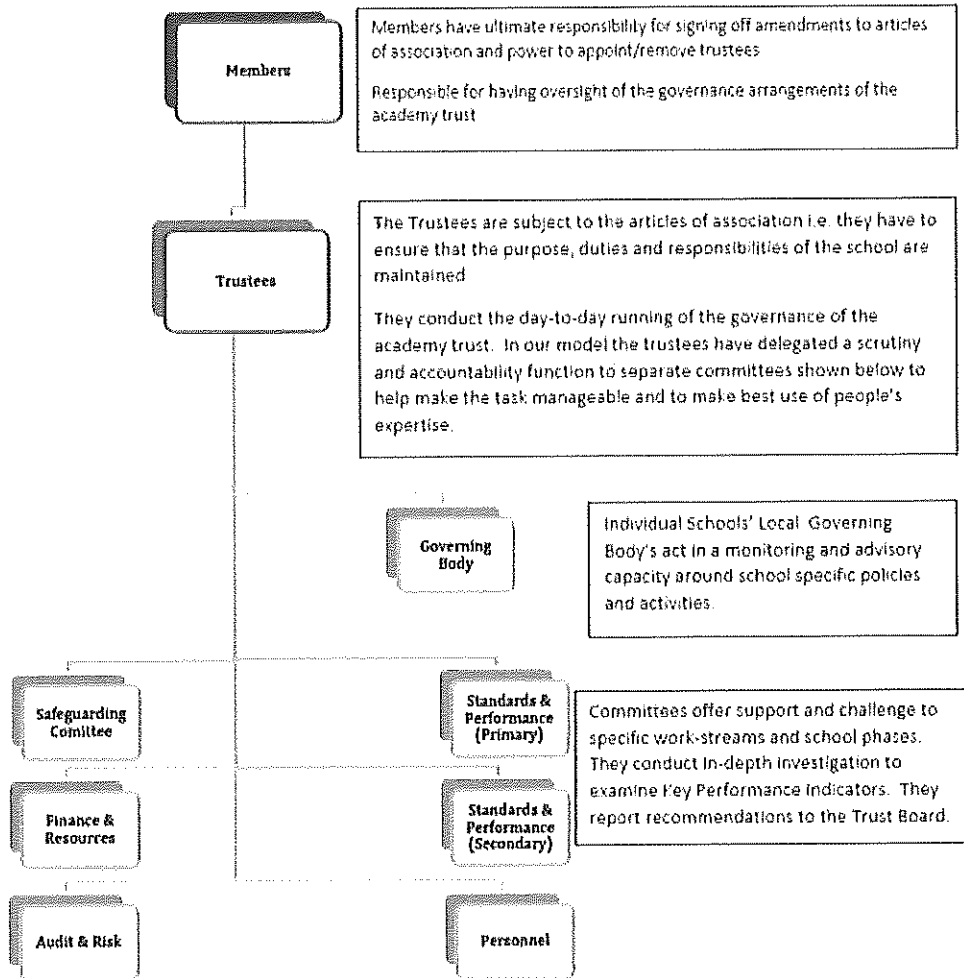 Members
Members have ultimate responsibility for signing off amendments to articles
of association and power to appoint/remove trustees
Responsible for having oversight of the governance arrangements of the
academy trust
Trustees
The Trustees are subject to the articles of association i.e. they have to
ensure that the purpose, duties and responsibilities of the school are
maintained
They conduct the day-to-day running of the governance of the
academy trust. In our model the trustees have delegated a scrutiny
and accountability function to separate committees shown below to
help make the task manageable and to make best use of people's
expertise.
Governing
Body
Individual Schools' Local Governing
Body's act in a monitoring and advisory
capacity around school specific policies
and activities.
Safeguarding
Comittee
Standards &
Performance
(Primary)
Committees offer support and challenge to
specific work-streams and school phases.
They conduct in-depth investigation to
examine Key Performance Indicators. They
report recommendations to the Trust Board.
Finance &
Resources
Standards &
Performance
(Secondary)
Audit & Risk
Personnel